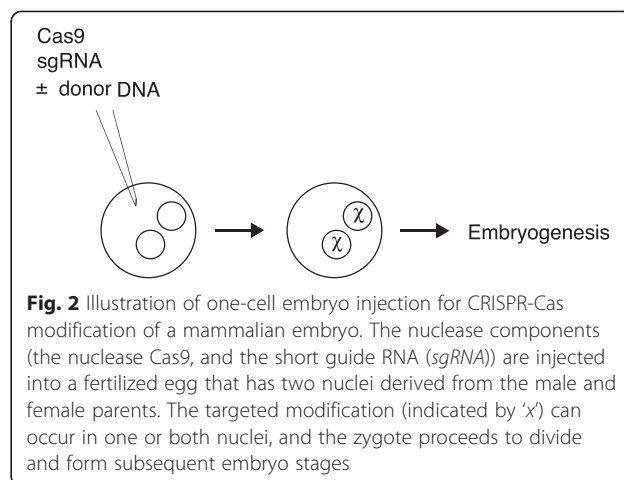 Cas9
sgRNA
± donor DNA
χ
χ
Embryogenesis
Fig. 2 Illustration of one-cell embryo injection for CRISPR-Cas
modification of a mammalian embryo. The nuclease components
(the nuclease Cas9, and the short guide RNA (sgRNA)) are injected
into a fertilized egg that has two nuclei derived from the male and
female parents. The targeted modification (indicated by ‘x’) can
occur in one or both nuclei, and the zygote proceeds to divide
and form subsequent embryo stages